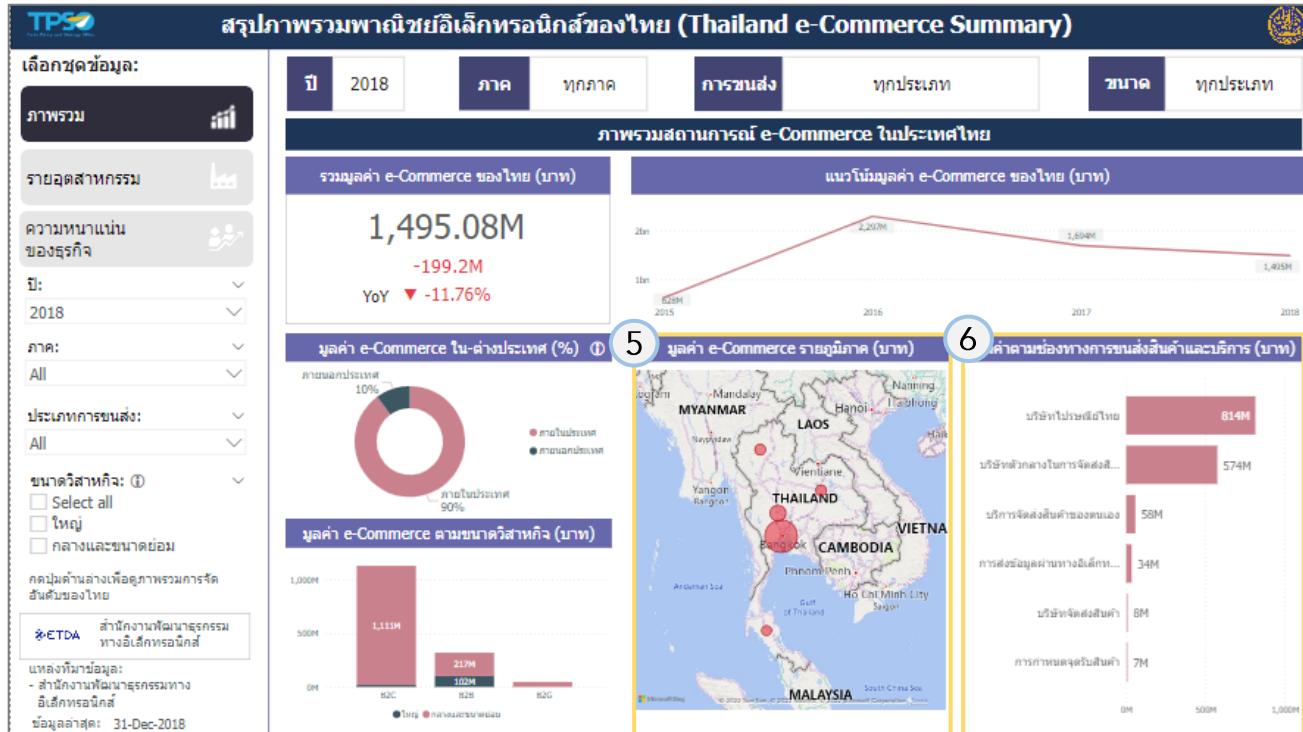 TPSO
สรุปภาพรวมพาณิชย์อิเล็กทรอนิกส์ของไทย (Thailand e-Commerce Summary)
เลือกชุดข้อมูล:
ภาพรวม
รายอุตสาหกรรม
ความหนาแน่น
ของธุรกิจ
ปี:
2018
ภาค:
All
ประเภทการขนส่ง:
All
ขนาดวิสาหกิจ:
Select all
ใหญ่
กลางและขนาดย่อม
กดปุ่มด้านล่างเพื่อดูภาพรวมการจัด
อันดับของไทย
ETDA
สำนักงานพัฒนาธุรกรรม
ทางอิเล็กทรอนิกส์
แหล่งที่มาข้อมูล:
- สำนักงานพัฒนาธุรกรรมทาง
อิเล็กทรอนิกส์
ข้อมูลล่าสุด: 31-Dec-2018
ปี 2018
ภาค ทุกภาค
การขนส่ง ทุกประเภท
ขนาด ทุกประเภท
ภาพรวมสถานการณ์ e-Commerce ในประเทศไทย
รวมมูลค่า e-Commerce ของไทย (บาท)
1,495.08M
-199.2M
YoY ▼ -11.76%
แนวโน้มมูลค่า e-Commerce ของไทย (บาท)
2bn
1bn
628M
2,297M
1,694M
1,495M
2015
2016
2017
2018
มูลค่า e-Commerce ใน-ต่างประเทศ (%)
ภายนอกประเทศ
10%
ภายในประเทศ
90%
ภายในประเทศ
ภายนอกประเทศ
มูลค่า e-Commerce ตามขนาดวิสาหกิจ (บาท)
1,000M
500M
0M
1,111M
217M
102M
B2C
B2B
B2G
ใหญ่
กลางและขนาดย่อม
5
มูลค่า e-Commerce รายภูมิภาค (บาท)
Mandalay
MYANMAR
Naypyidaw
Hanoi
Nanning
LAOS
Vientiane
Yangon
Rangoon
THAILAND
Bangkok
CAMBODIA
VIETNA
Phnom Penh
Ho Chi Minh City
Saigon
Andaman Sea
Gulf
of Thailand
MALAYSIA
South China Sea
Microsoft Bing
6
ค่าตามช่องทางการขนส่งสินค้าและบริการ (บาท)
บริษัทไปรษณีย์ไทย
814M
บริษัทตัวกลางในการจัดส่งสิ...
574M
บริการจัดส่งสินค้าของตนเอง
58M
การส่งข้อมูลผ่านทางอิเล็กท...
34M
บริษัทจัดส่งสินค้า
8M
การกำหนดจุดรับสินค้า
7M
0M
500M
1,000M